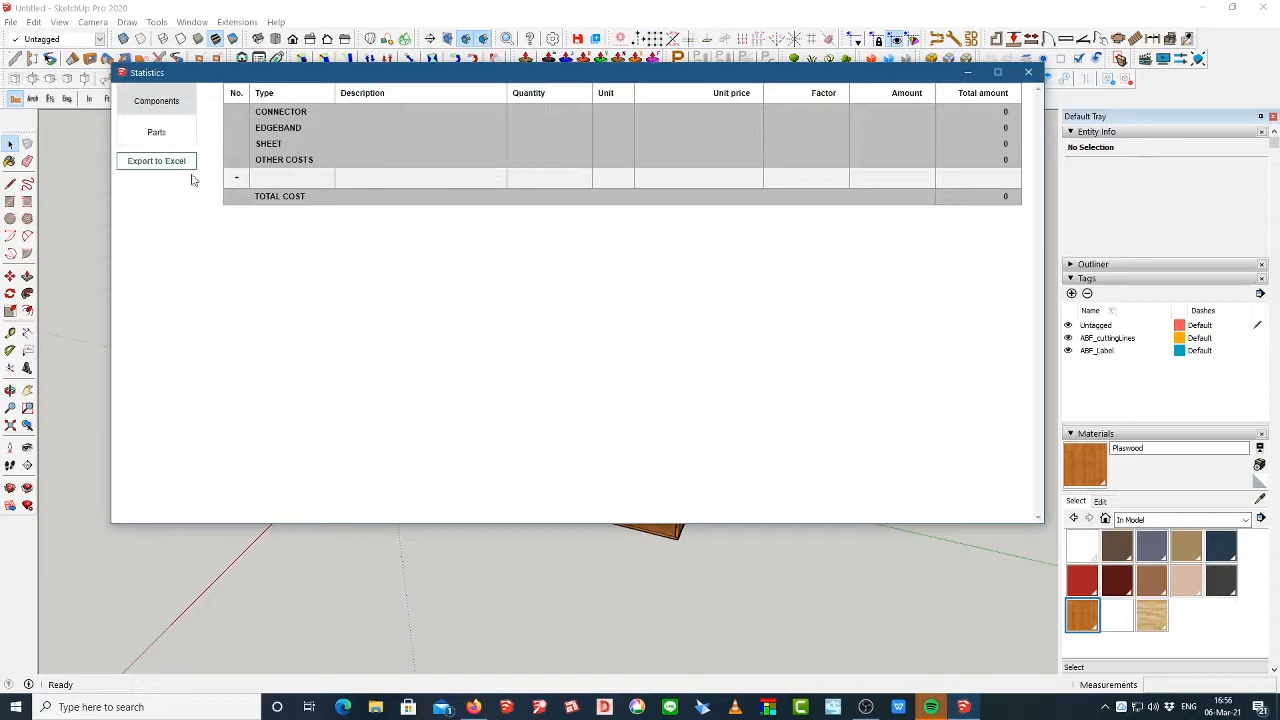 Untitled - SketchUp Pro 2020
File Edit View Camera Draw Tools Window Extensions Help
Untagged
Statistics
Components
Parts
Export to Excel
No. Type Description Quantity Unit Unit price Factor Amount Total amount
CONNECTOR 0
EDGEBAND 0
SHEET 0
OTHER COSTS 0
+
TOTAL COST 0
Default Tray
Entity Info
No Selection
Outliner
Tags
Name Dashes
Untagged Default
ABF_cuttingLines Default
ABF_Label Default
Materials
Plaswood
Select Edit
In Model
Select
Ready
Measurements
Type here to search
ENG
16:56
06-Mar-21